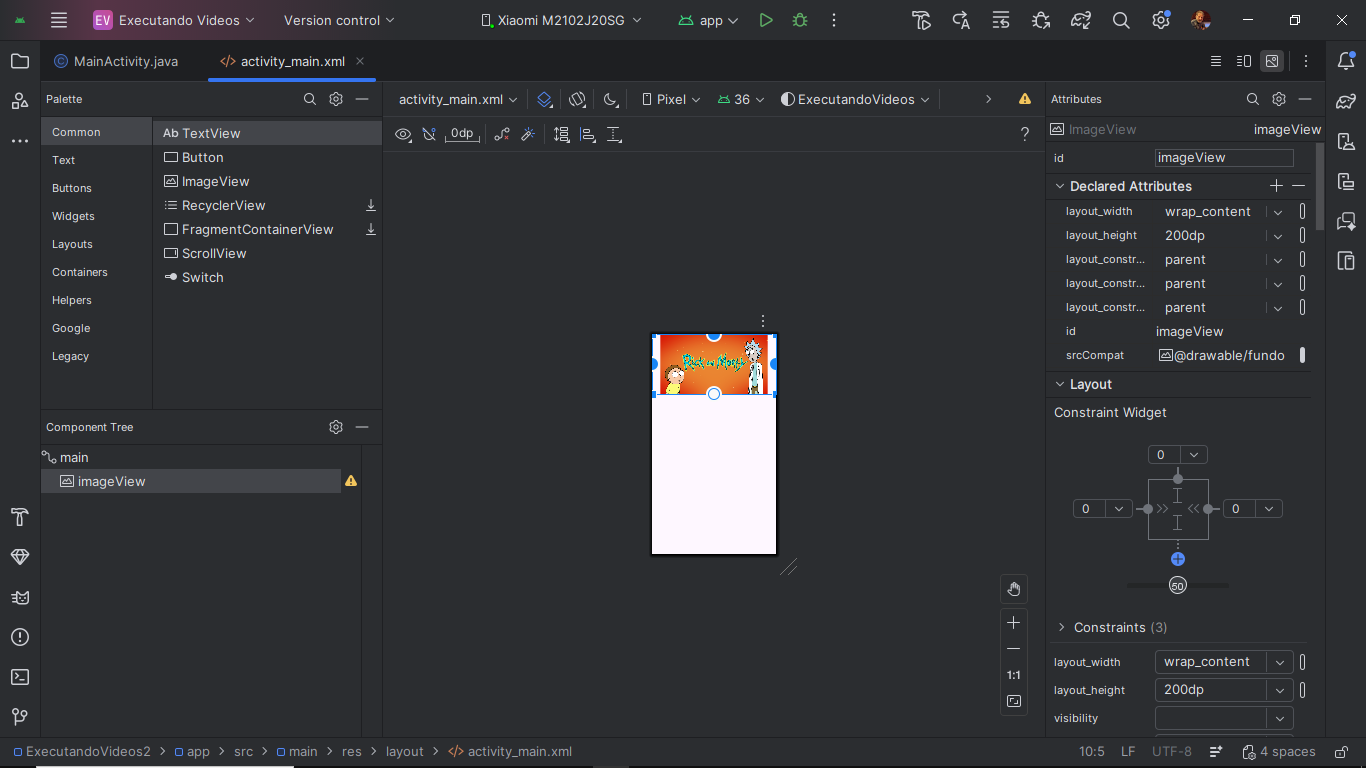 EV Executando Videos Version control Xiaomi M2102J20SG app
MainActivity.java activity_main.xml
Palette
Common
Text
Buttons
Widgets
Layouts
Containers
Helpers
Google
Legacy
Ab TextView
Button
ImageView
RecyclerView
FragmentContainerView
ScrollView
Switch
Component Tree
main
imageView
activity_main.xml Pixel 36 ExecutandoVideos
0dp ?
Rick and Morty
1:1
Attributes
ImageView imageView
id imageView
Declared Attributes
layout_width wrap_content
layout_height 200dp
layout_constr... parent
layout_constr... parent
layout_constr... parent
id imageView
srcCompat @drawable/fundo
Layout
Constraint Widget
0
0 0
50
Constraints (3)
layout_width wrap_content
layout_height 200dp
visibility
ExecutandoVideos2 > app > src > main > res > layout > activity_main.xml 10:5 LF UTF-8 4 spaces